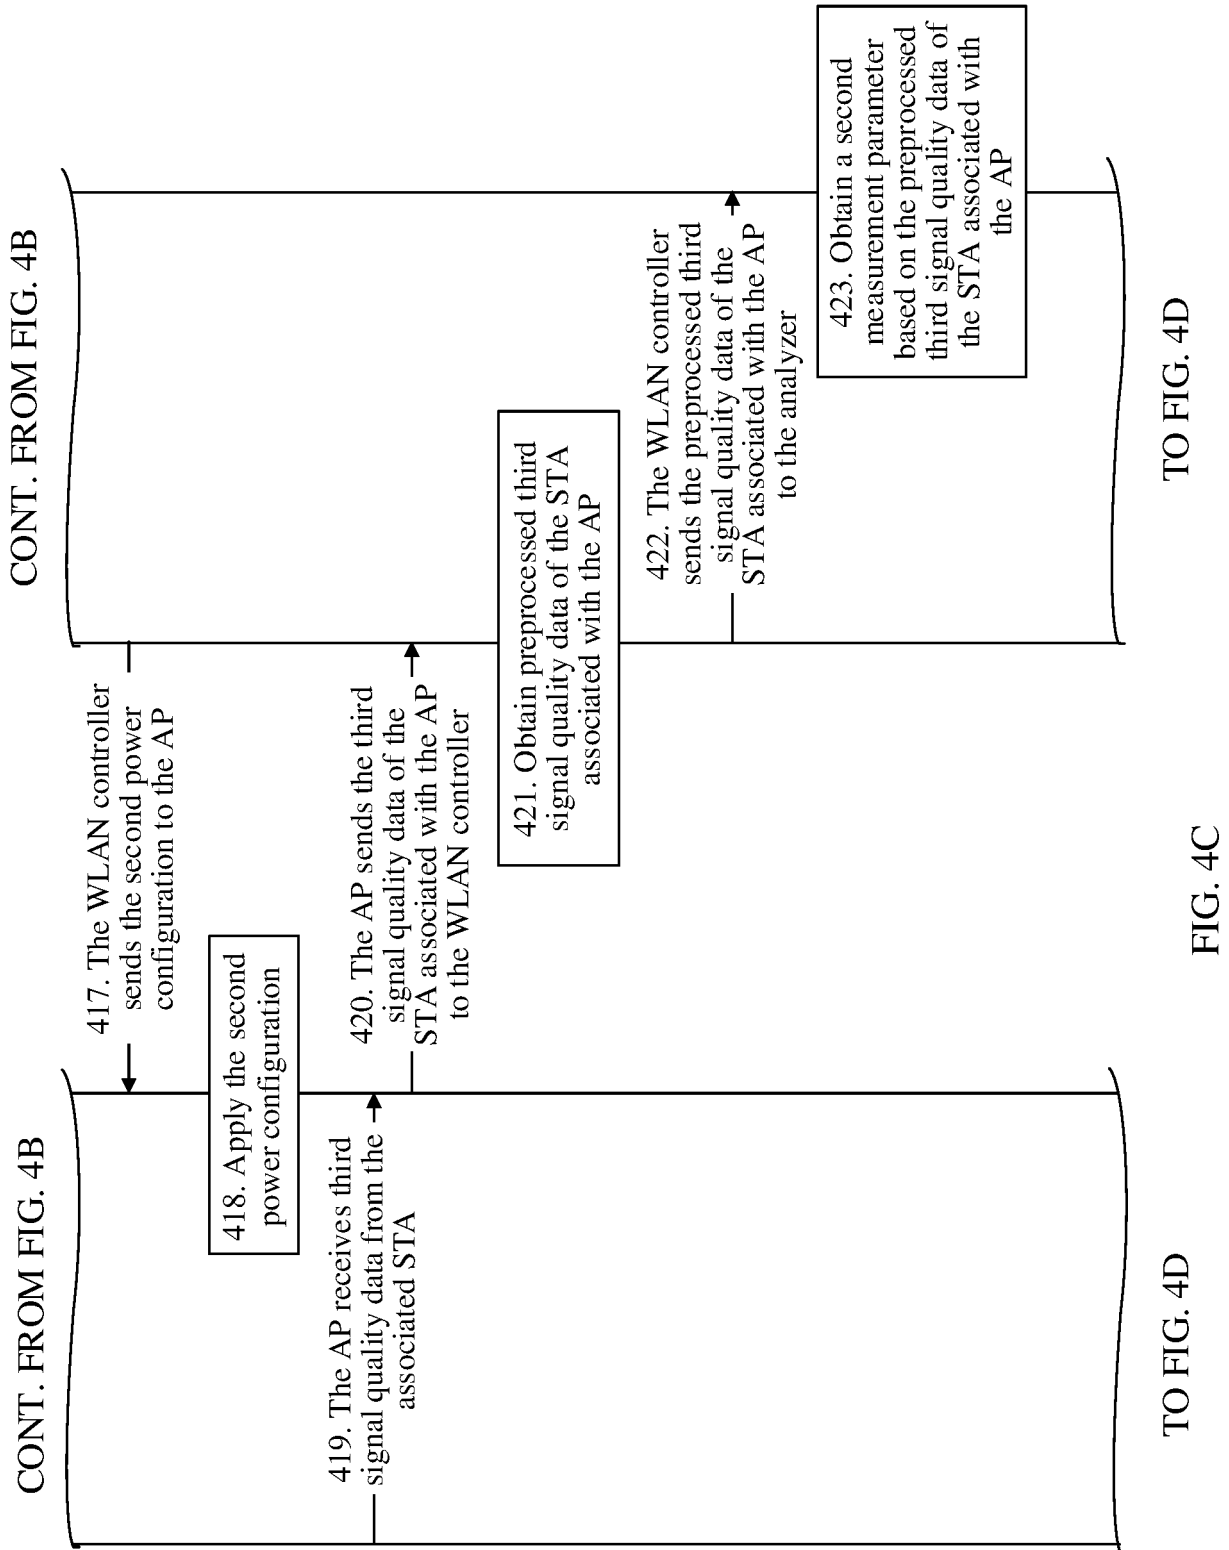 CONT. FROM FIG. 4B
CONT. FROM FIG. 4B
417. The WLAN controller
sends the second power
configuration to the AP
418. Apply the second
power configuration
419. The AP receives third
signal quality data from the
associated STA
420. The AP sends the third
signal quality data of the
STA associated with the AP
to the WLAN controller
421. Obtain preprocessed third
signal quality data of the STA
associated with the AP
422. The WLAN controller
sends the preprocessed third
signal quality data of the
STA associated with the AP
to the analyzer
423. Obtain a second
measurement parameter
based on the preprocessed
third signal quality data of
the STA associated with
the AP
TO FIG. 4D
TO FIG. 4D
FIG. 4C